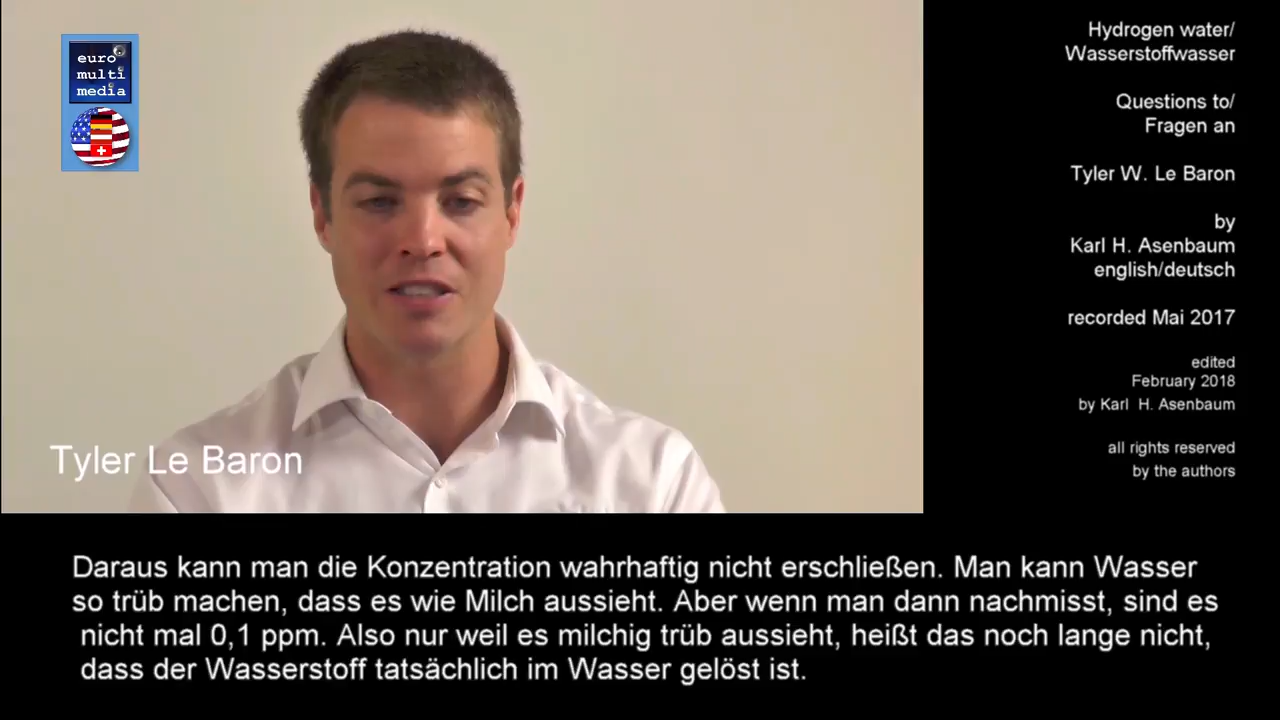 euro
multi
media
Tyler Le Baron
Hydrogen water/
Wasserstoffwasser
Questions to/
Fragen an
Tyler W. Le Baron
by
Karl H. Asenbaum
english/deutsch
recorded Mai 2017
edited
February 2018
by Karl H. Asenbaum
all rights reserved
by the authors
Daraus kann man die Konzentration wahrhaftig nicht erschließen. Man kann Wasser
so trüb machen, dass es wie Milch aussieht. Aber wenn man dann nachmisst, sind es
nicht mal 0,1 ppm. Also nur weil es milchig trüb aussieht, heißt das noch lange nicht,
dass der Wasserstoff tatsächlich im Wasser gelöst ist.